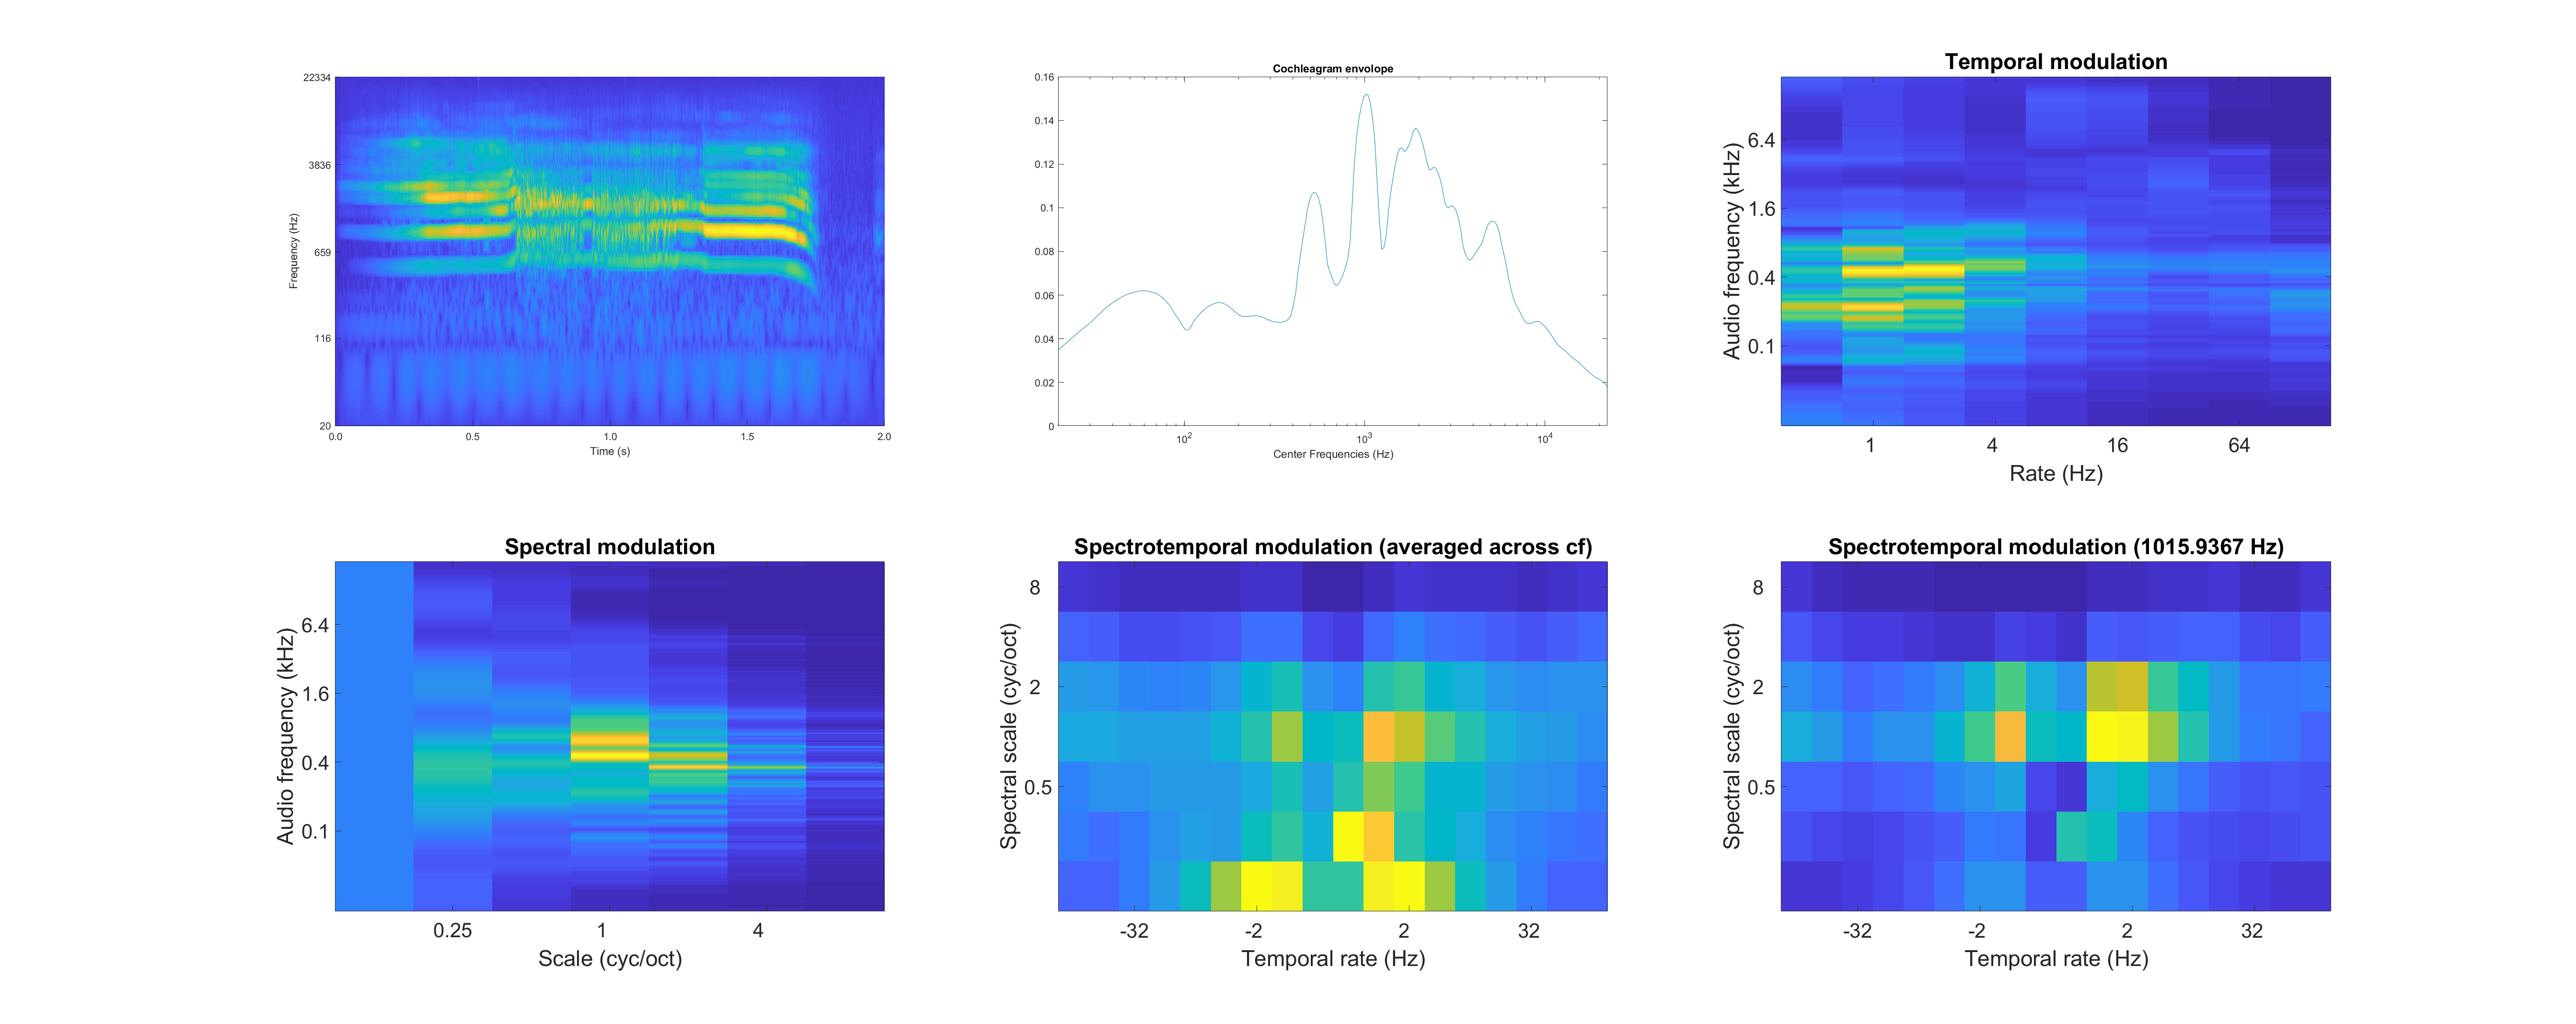 22334
3836
659
116
20
0.0 0.5 1.0 1.5 2.0
Frequency (Hz)
Time (s)
Cochleagram envolope
0.16
0.14
0.12
0.1
0.08
0.06
0.04
0.02
0
10^2 10^3 10^4
Center Frequencies (Hz)
Temporal modulation
6.4
1.6
0.4
0.1
Audio frequency (kHz)
1 4 16 64
Rate (Hz)
Spectral modulation
6.4
1.6
0.4
0.1
Audio frequency (kHz)
0.25 1 4
Scale (cyc/oct)
Spectrotemporal modulation (averaged across cf)
8
2
0.5
Spectral scale (cyc/oct)
-32 -2 2 32
Temporal rate (Hz)
Spectrotemporal modulation (1015.9367 Hz)
8
2
0.5
Spectral scale (cyc/oct)
-32 -2 2 32
Temporal rate (Hz)